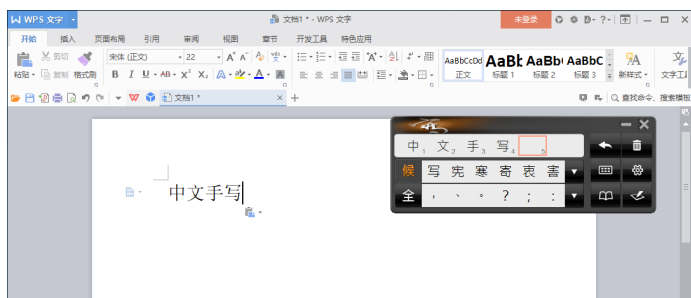 WPS 文字 文档1 * - WPS 文字 未登录
开始 插入 页面布局 引用 审阅 视图 章节 开发工具 特色应用
粘贴 剪切 复制 格式刷 宋体 (正文) 22 AaBbCcDd 正文 AaBb 标题 1 AaBb 标题 2 AaBbC 标题 3 新样式 文字工
文档1 * × + 查找命令、搜索模板
中1 文2 手3 写4 5
候 写 宪 寒 寄 衷 害
全 , 、 。 ? ; :
中文手写